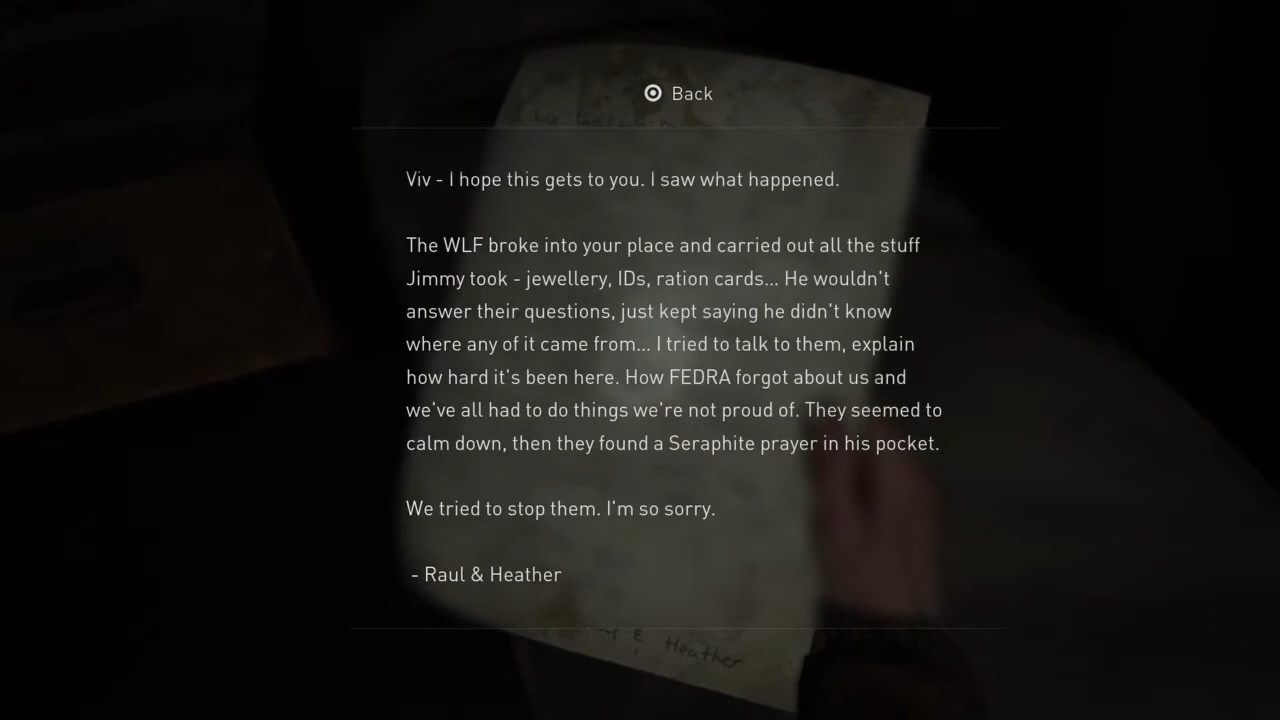 Back
Viv - I hope this gets to you. I saw what happened.
The WLF broke into your place and carried out all the stuff
Jimmy took - jewellery, IDs, ration cards... He wouldn't
answer their questions, just kept saying he didn't know
where any of it came from... I tried to talk to them, explain
how hard it's been here. How FEDRA forgot about us and
we've all had to do things we're not proud of. They seemed to
calm down, then they found a Seraphite prayer in his pocket.
We tried to stop them. I'm so sorry.
- Raul & Heather
Heather